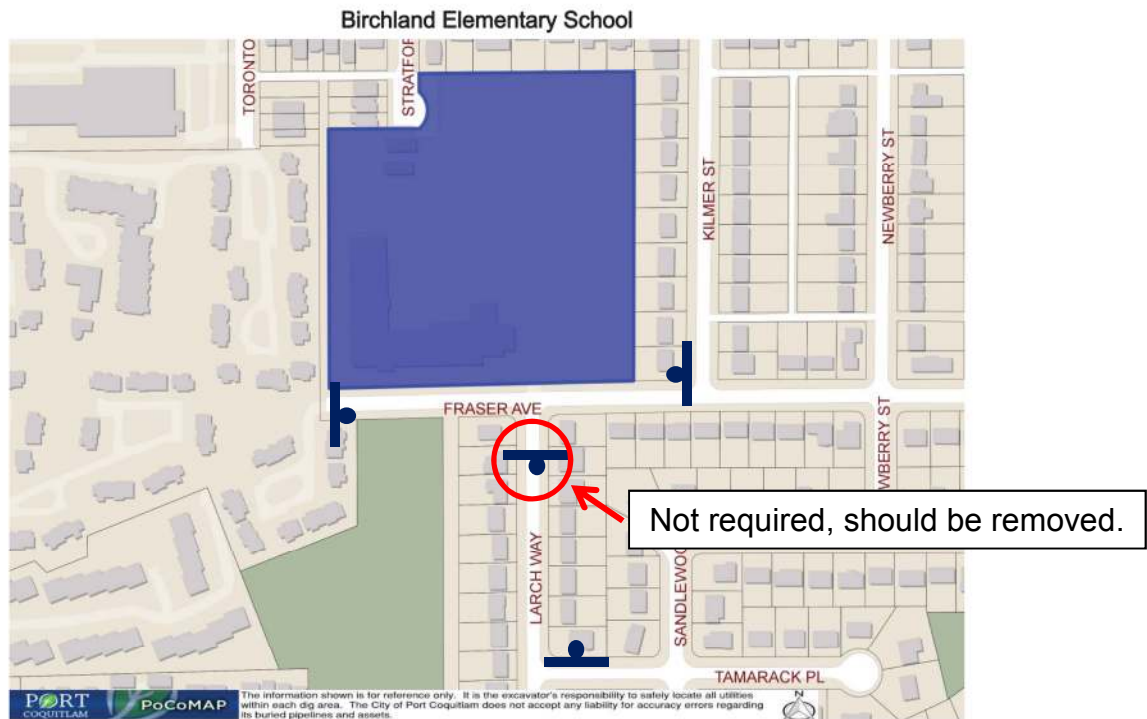 Birchland Elementary School
TORONTO
STRATFOR
KILMER ST
NEWBERRY ST
FRASER AVE
WBERRY ST
Not required, should be removed.
LARCH WAY
SANDLEWOO
TAMARACK PL
PORT
COQUITLAM
PoCoMAP
The information shown is for reference only. It is the excavator's responsibility to safely locate all utilities
within each dig area. The City of Port Coquitlam does not accept any liability for accuracy errors regarding
its buried pipelines and assets.
N